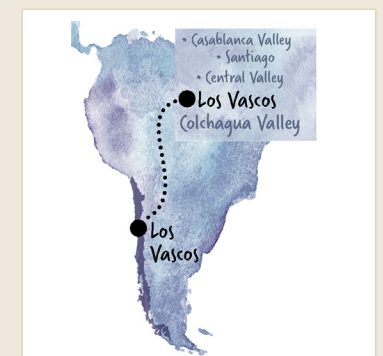 • Casablanca Valley
• Santiago
• Central Valley
Los Vascos
Colchagua Valley
Los
Vascos